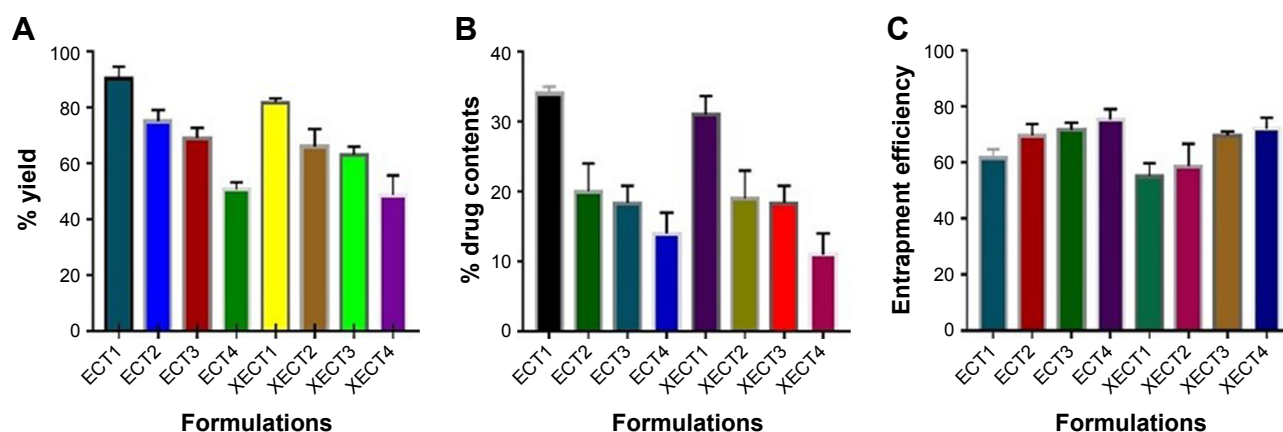 A
% yield
100
80
60
40
20
0
ECT1
ECT2
ECT3
ECT4
XECT1
XECT2
XECT3
XECT4
Formulations
B
% drug contents
40
30
20
10
0
ECT1
ECT2
ECT3
ECT4
XECT1
XECT2
XECT3
XECT4
Formulations
C
Entrapment efficiency
100
80
60
40
20
0
ECT1
ECT2
ECT3
ECT4
XECT1
XECT2
XECT3
XECT4
Formulations